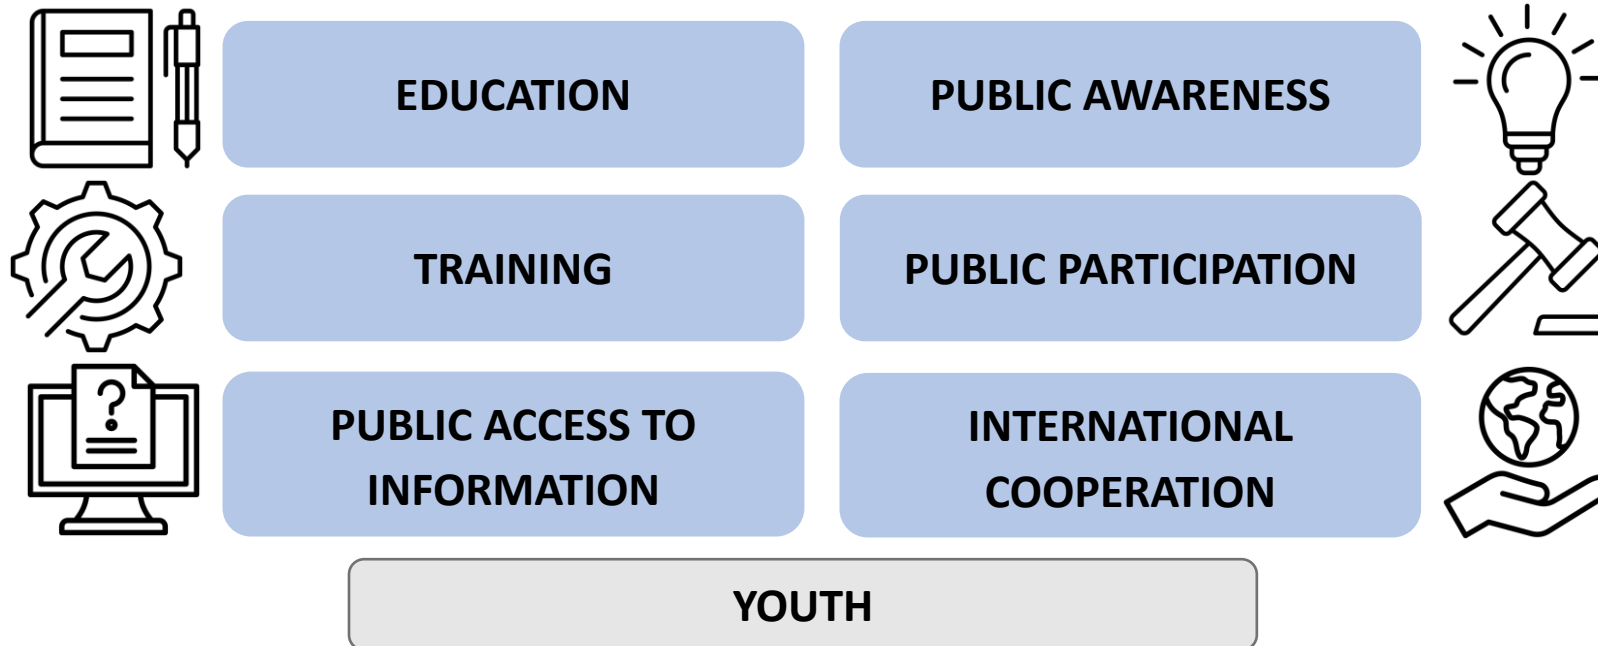 EDUCATION
PUBLIC AWARENESS
TRAINING
PUBLIC PARTICIPATION
PUBLIC ACCESS TO
INFORMATION
INTERNATIONAL
COOPERATION
YOUTH
?